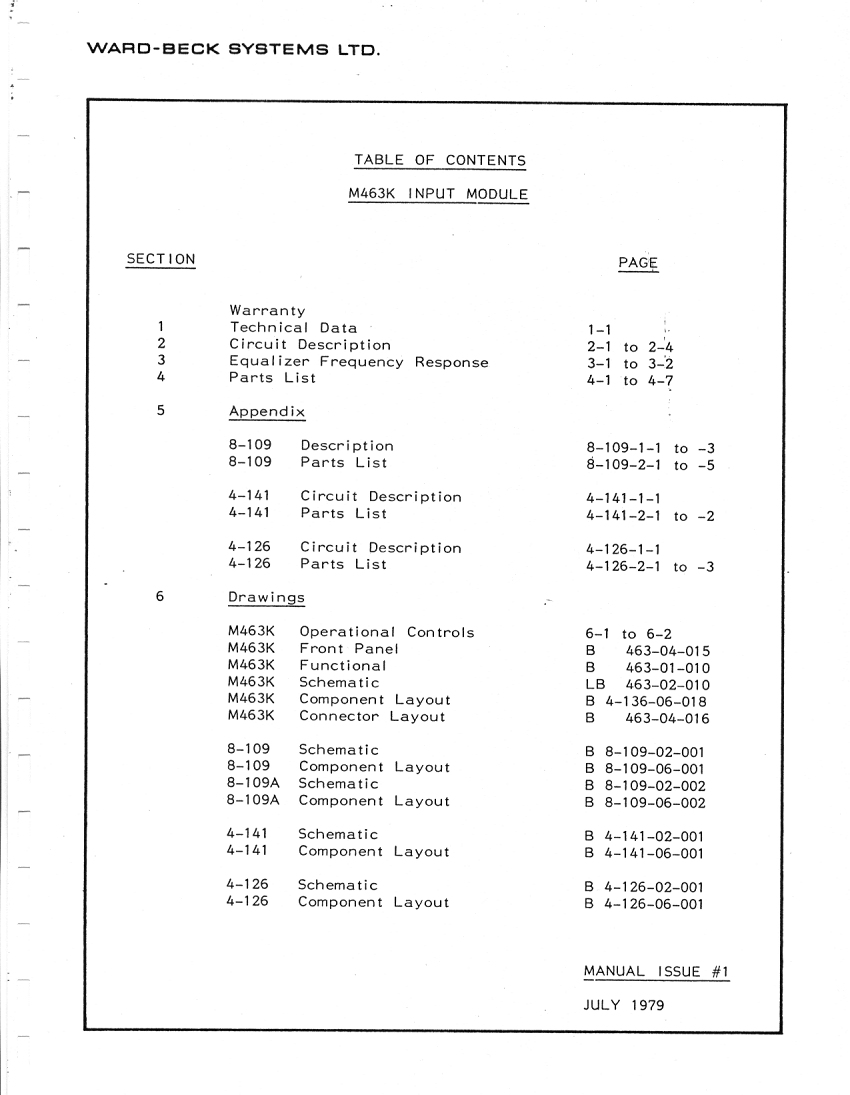 WARD-BECK SYSTEMS LTD.
TABLE OF CONTENTS
M463K INPUT MODULE
SECTION PAGE
Warranty
1 Technical Data 1-1
2 Circuit Description 2-1 to 2-4
3 Equalizer Frequency Response 3-1 to 3-2
4 Parts List 4-1 to 4-7
5 Appendix
8-109 Description 8-109-1-1 to -3
8-109 Parts List 8-109-2-1 to -5
4-141 Circuit Description 4-141-1-1
4-141 Parts List 4-141-2-1 to -2
4-126 Circuit Description 4-126-1-1
4-126 Parts List 4-126-2-1 to -3
6 Drawings
M463K Operational Controls 6-1 to 6-2
M463K Front Panel B 463-04-015
M463K Functional B 463-01-010
M463K Schematic LB 463-02-010
M463K Component Layout B 4-136-06-018
M463K Connector Layout B 463-04-016
8-109 Schematic B 8-109-02-001
8-109 Component Layout B 8-109-06-001
8-109A Schematic B 8-109-02-002
8-109A Component Layout B 8-109-06-002
4-141 Schematic B 4-141-02-001
4-141 Component Layout B 4-141-06-001
4-126 Schematic B 4-126-02-001
4-126 Component Layout B 4-126-06-001
MANUAL ISSUE #1
JULY 1979